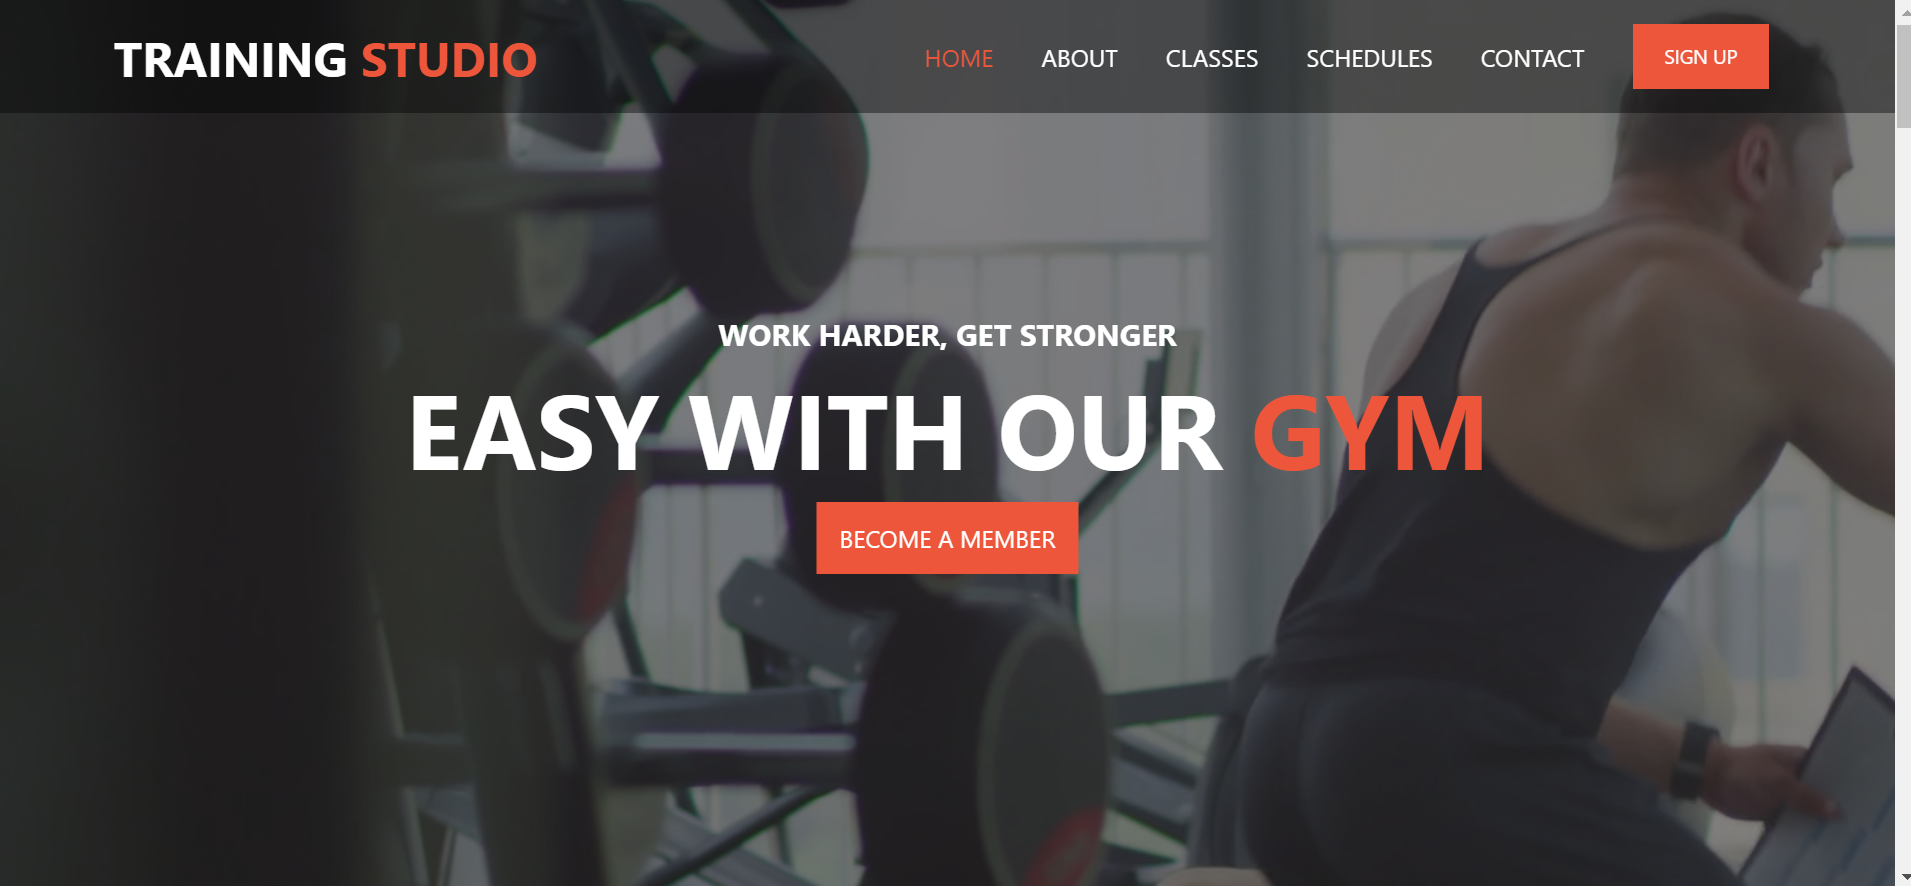 TRAINING STUDIO
HOME
ABOUT
CLASSES
SCHEDULES
CONTACT
SIGN UP
WORK HARDER, GET STRONGER
EASY WITH OUR GYM
BECOME A MEMBER